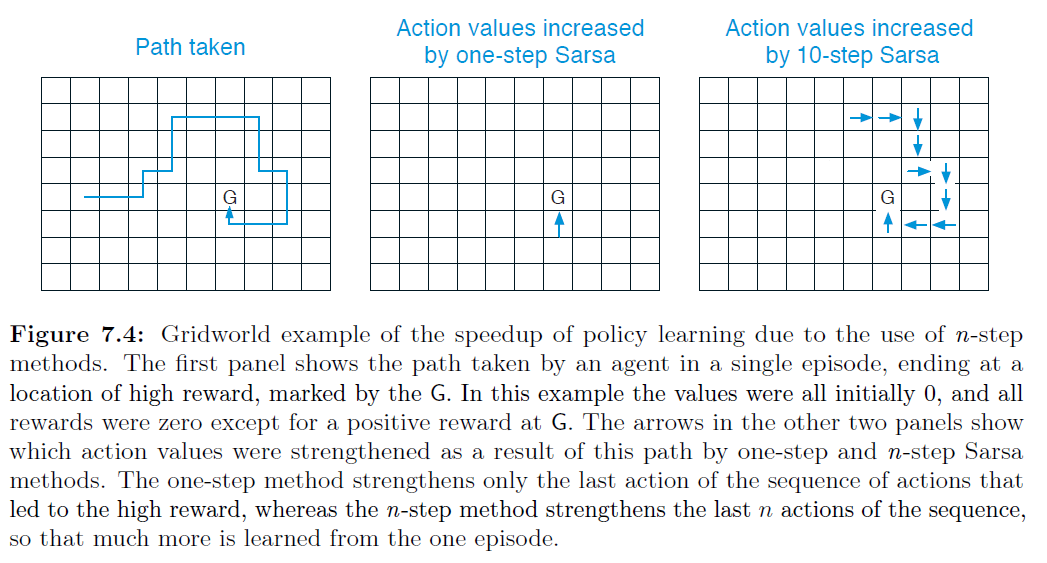 Path taken
Action values increased
by one-step Sarsa
Action values increased
by 10-step Sarsa
G
G
G
Figure 7.4: Gridworld example of the speedup of policy learning due to the use of n-step
methods. The first panel shows the path taken by an agent in a single episode, ending at a
location of high reward, marked by the G. In this example the values were all initially 0, and all
rewards were zero except for a positive reward at G. The arrows in the other two panels show
which action values were strengthened as a result of this path by one-step and n-step Sarsa
methods. The one-step method strengthens only the last action of the sequence of actions that
led to the high reward, whereas the n-step method strengthens the last n actions of the sequence,
so that much more is learned from the one episode.